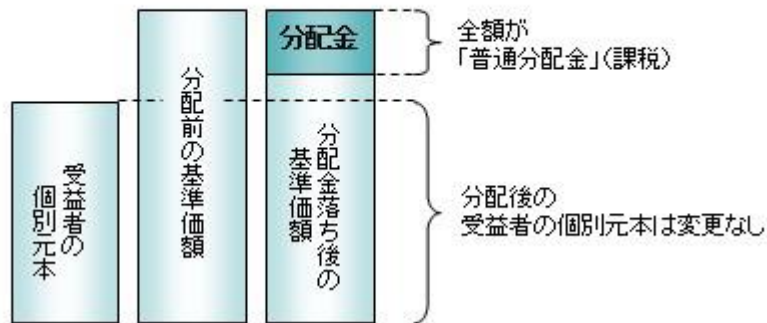 受益者の
個別元本
分配前の基準価額
分配金
分配金落ち後の
基準価額
全額が
「普通分配金」(課税)
分配後の
受益者の個別元本は変更なし